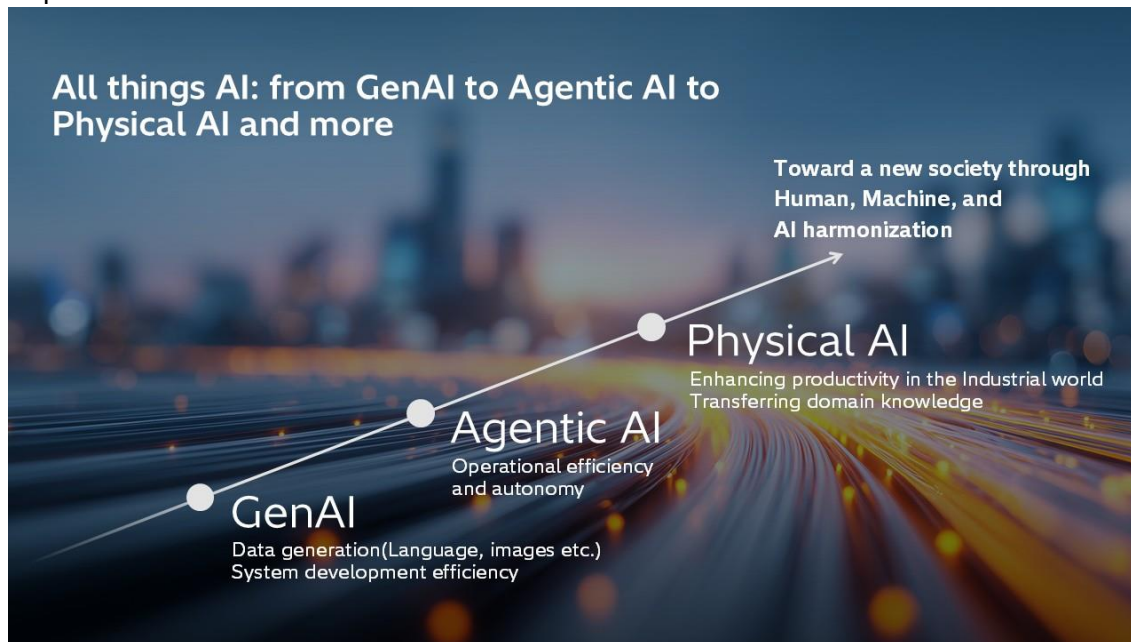 All things AI: from GenAI to Agentic AI to
Physical AI and more
Toward a new society through
Human, Machine, and
AI harmonization
Physical AI
Enhancing productivity in the Industrial world
Transferring domain knowledge
Agentic AI
Operational efficiency
and autonomy
GenAI
Data generation(Language, images etc.)
System development efficiency